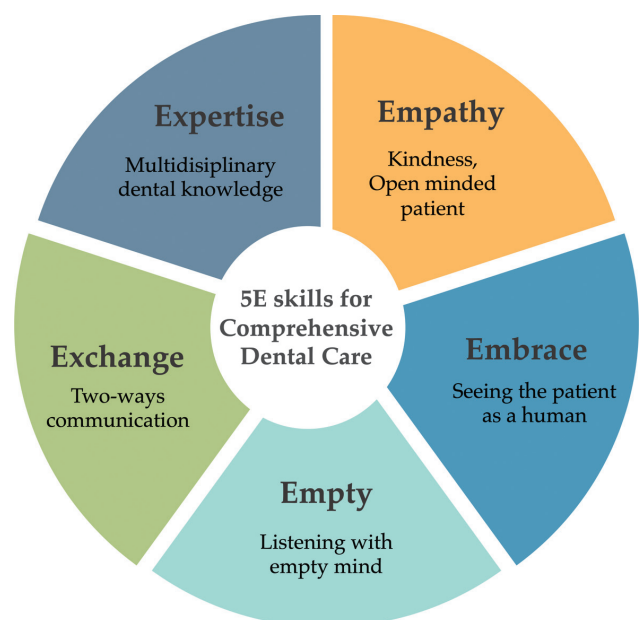 Expertise
Multidisiplinary
dental knowledge
Empathy
Kindness,
Open minded
patient
5E skills for
Comprehensive
Dental Care
Exchange
Two-ways
communication
Embrace
Seeing the patient
as a human
Empty
Listening with
empty mind